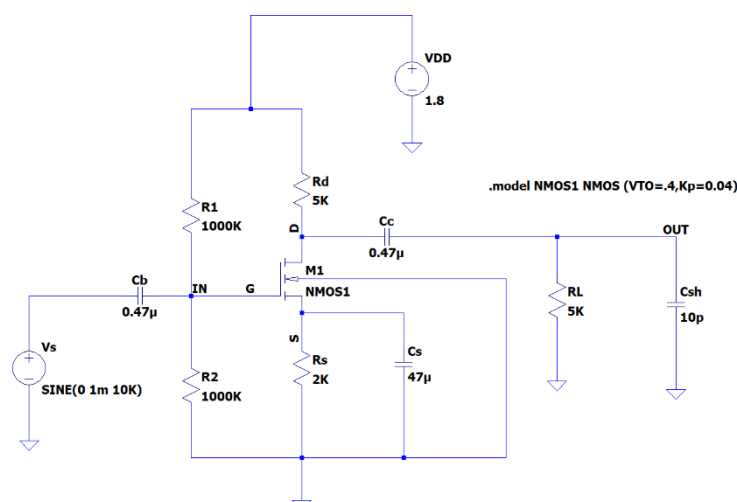 VDD
1.8
Rd
5K
.model NMOS1 NMOS (VTO=.4,Kp=0.04)
R1
1000K
D
Cc
0.47µ
OUT
M1
NMOS1
Cb
0.47µ
IN
G
RL
5K
Csh
10p
S
Vs
SINE(0 1m 10K)
R2
1000K
Rs
2K
Cs
47µ